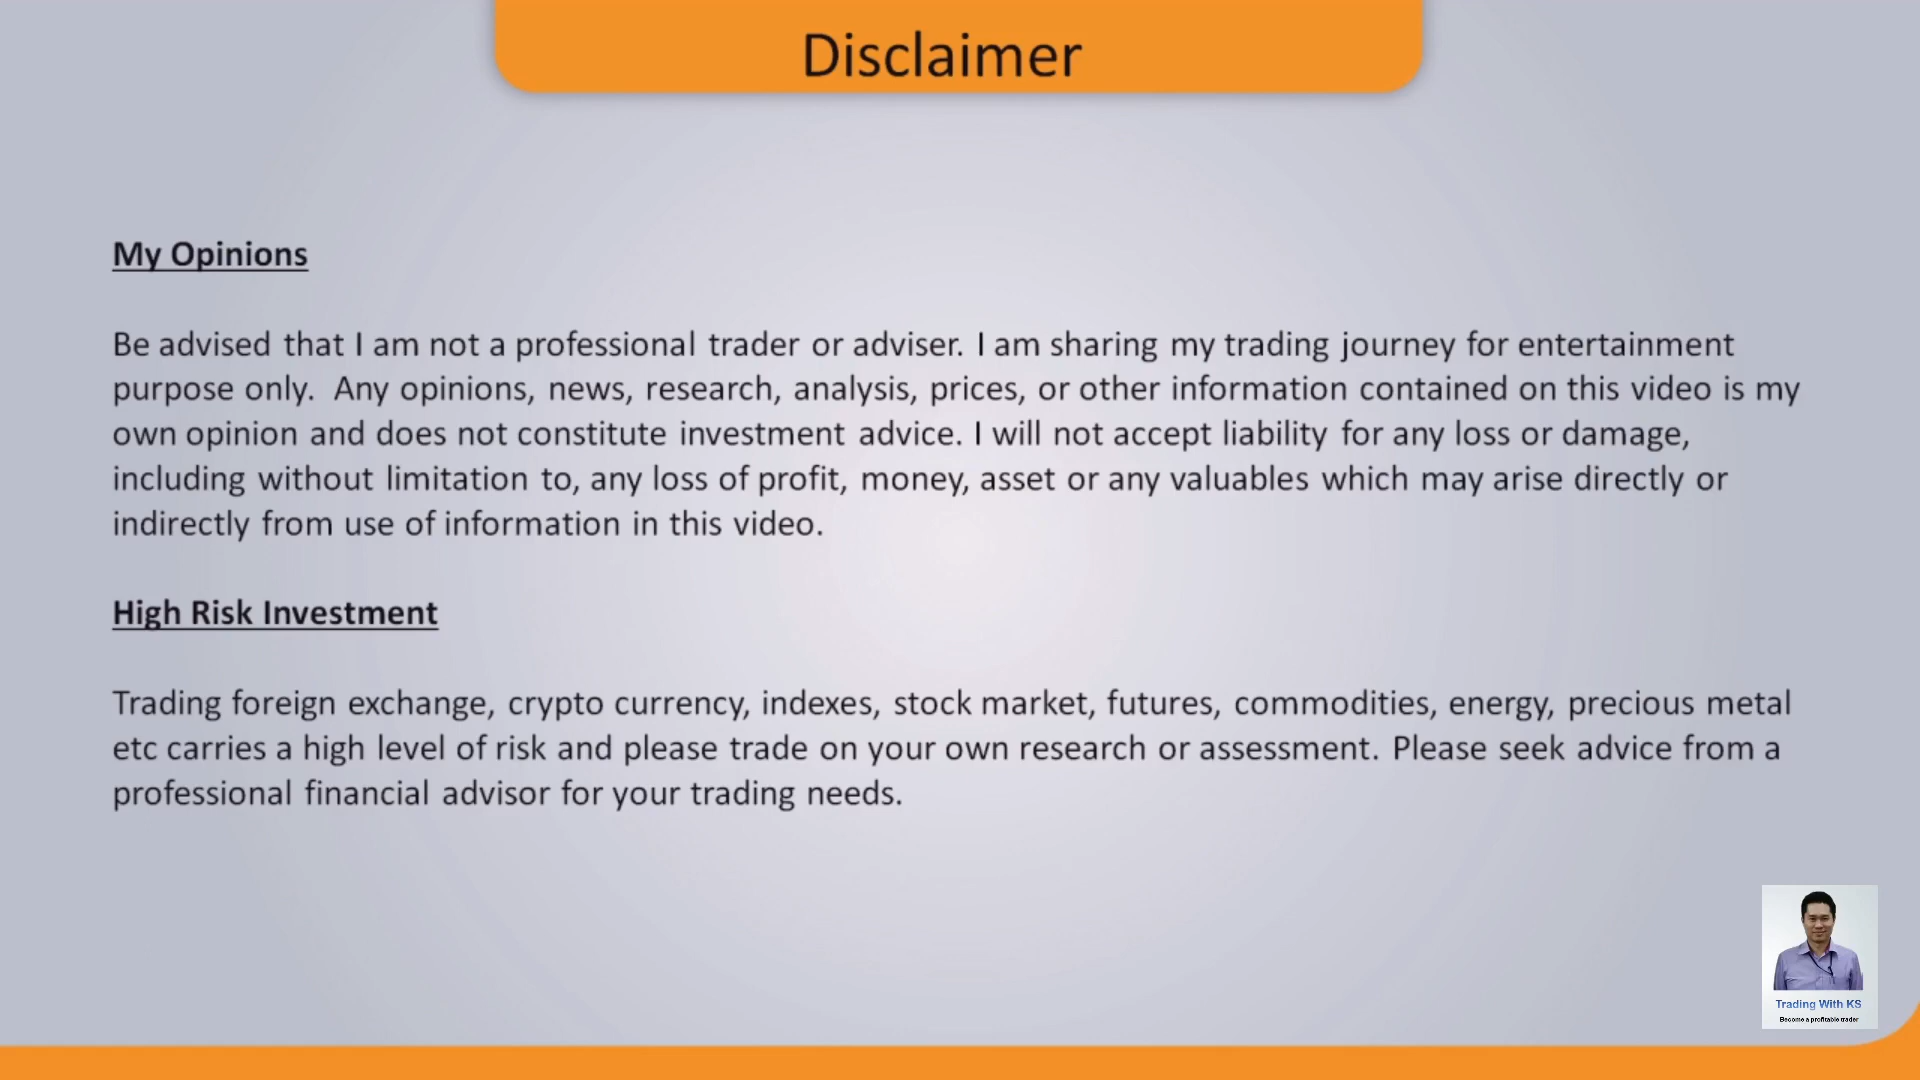 Disclaimer
My Opinions
Be advised that I am not a professional trader or adviser. I am sharing my trading journey for entertainment
purpose only.  Any opinions, news, research, analysis, prices, or other information contained on this video is my
own opinion and does not constitute investment advice. I will not accept liability for any loss or damage,
including without limitation to, any loss of profit, money, asset or any valuables which may arise directly or
indirectly from use of information in this video.
High Risk Investment
Trading foreign exchange, crypto currency, indexes, stock market, futures, commodities, energy, precious metal
etc carries a high level of risk and please trade on your own research or assessment. Please seek advice from a
professional financial advisor for your trading needs.
Trading With KS
Become a profitable trader